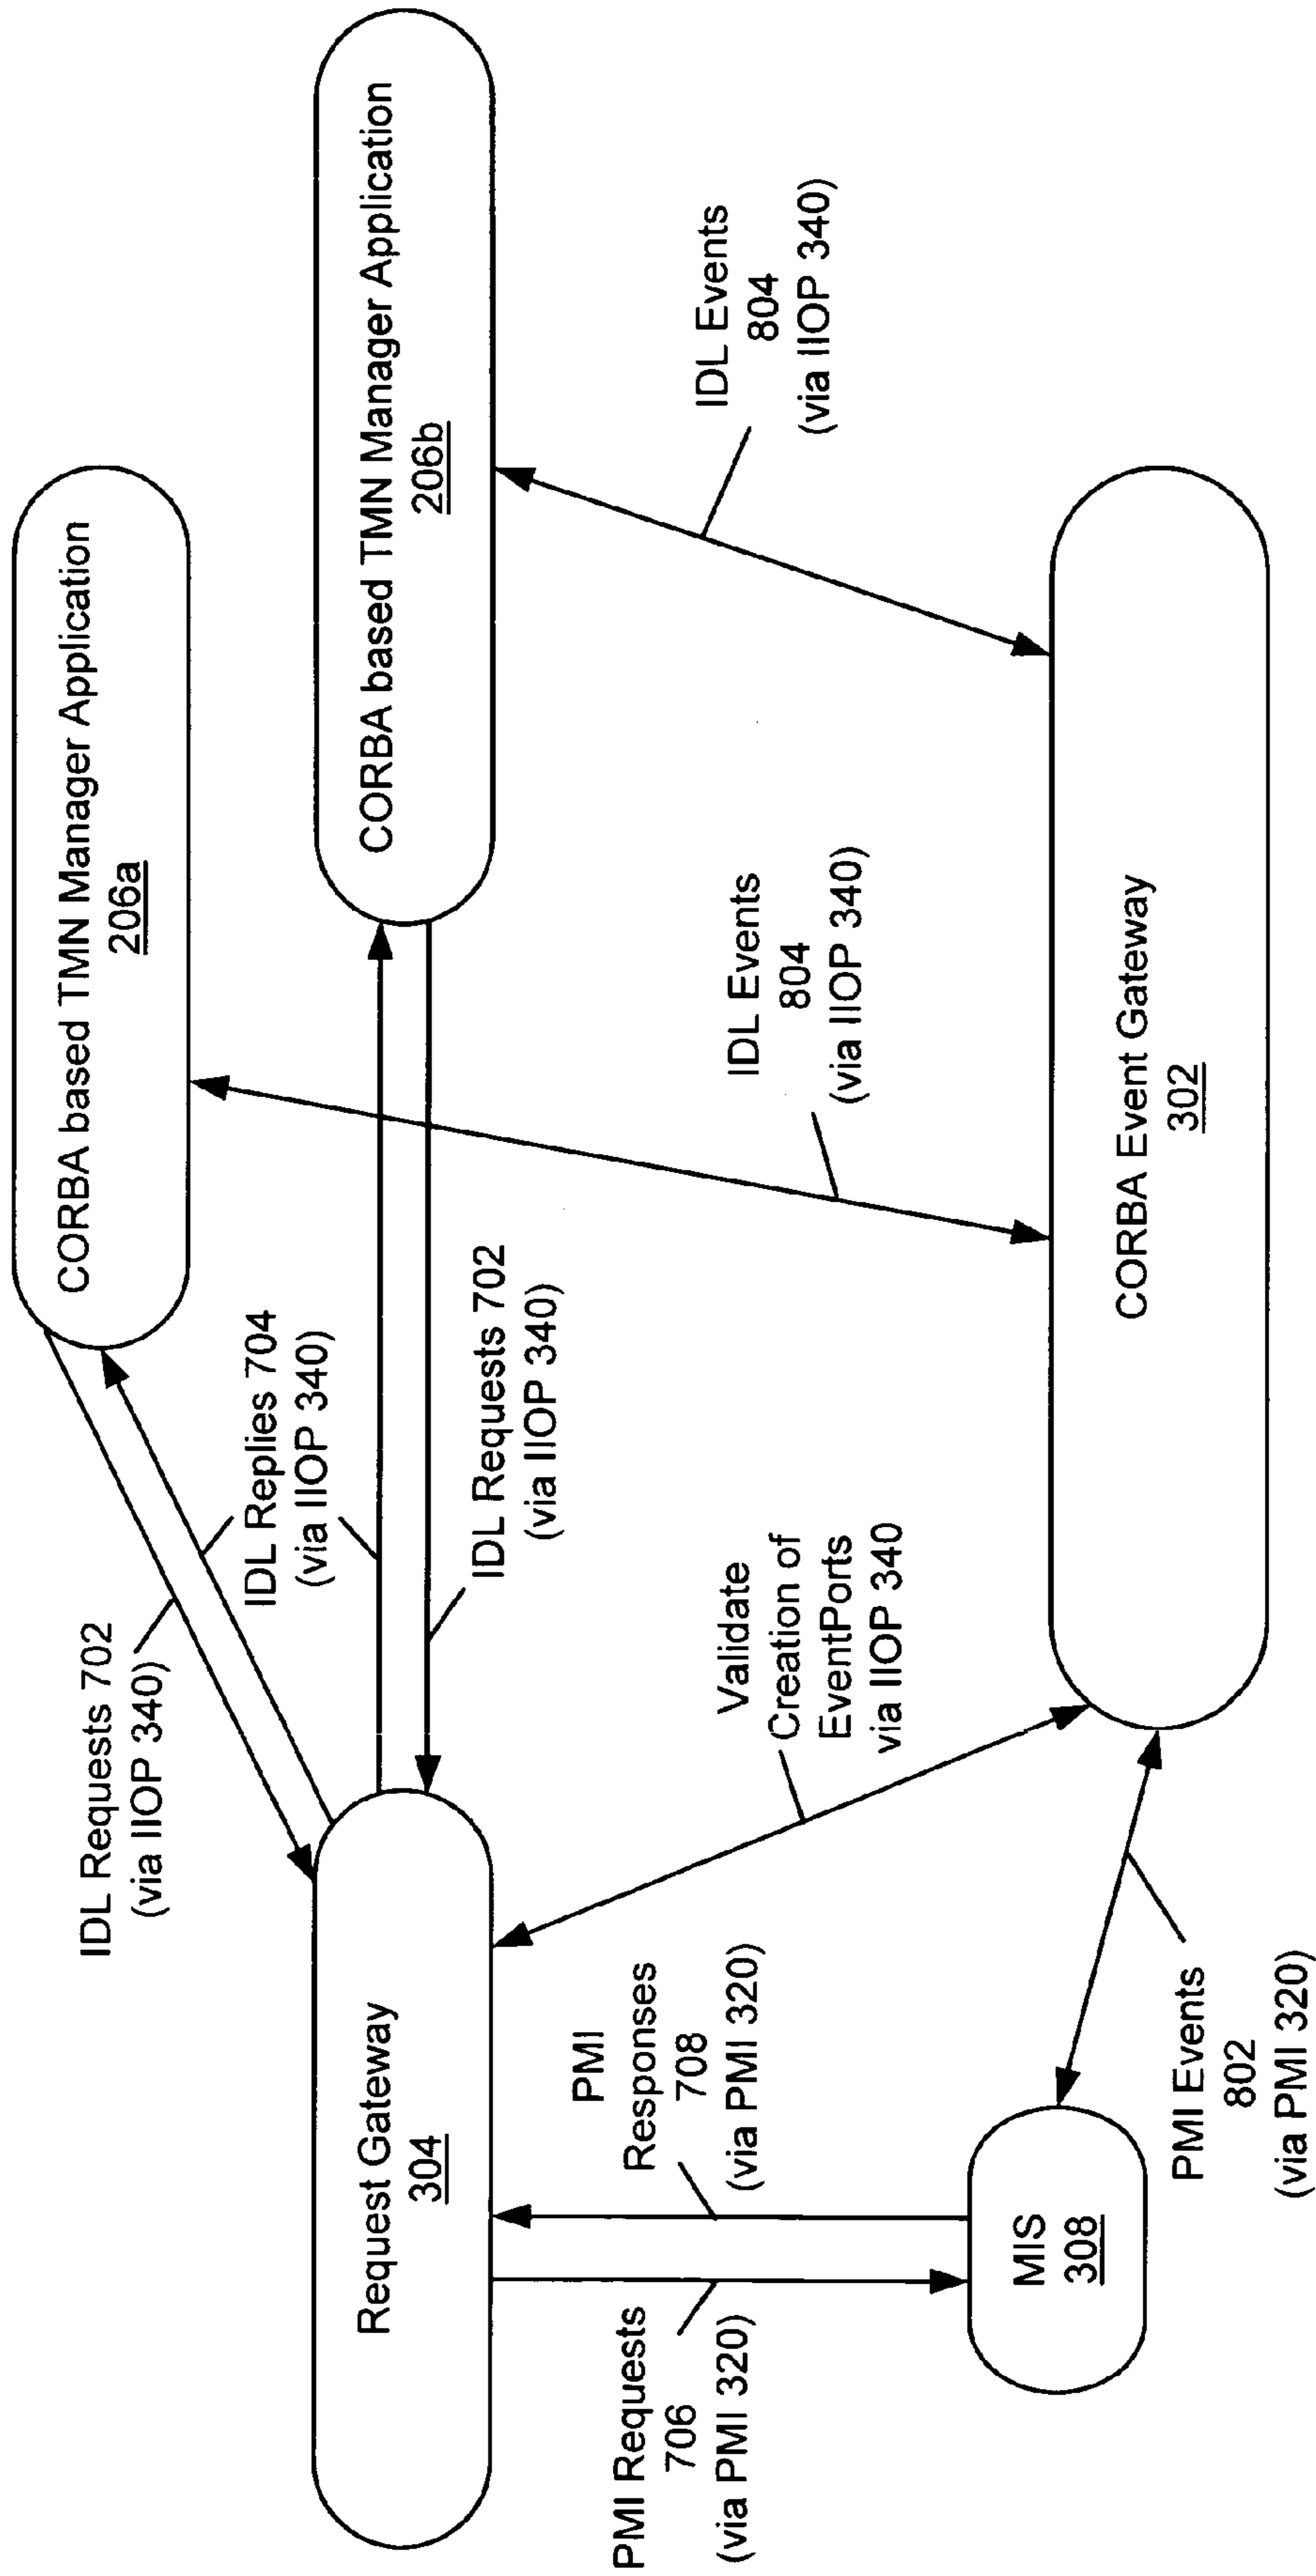 CORBA based TMN Manager Application
206a
IDL Requests 702
(via IIOP 340)
IDL Replies 704
(via IIOP 340)
Request Gateway
304
CORBA based TMN Manager Application
206b
IDL Requests 702
(via IIOP 340)
PMI Requests
706
(via PMI 320)
PMI
Responses
708
(via PMI 320)
Validate
Creation of
EventPorts
via IIOP 340
IDL Events
804
(via IIOP 340)
IDL Events
804
(via IIOP 340)
MIS
308
CORBA Event Gateway
302
PMI Events
802
(via PMI 320)